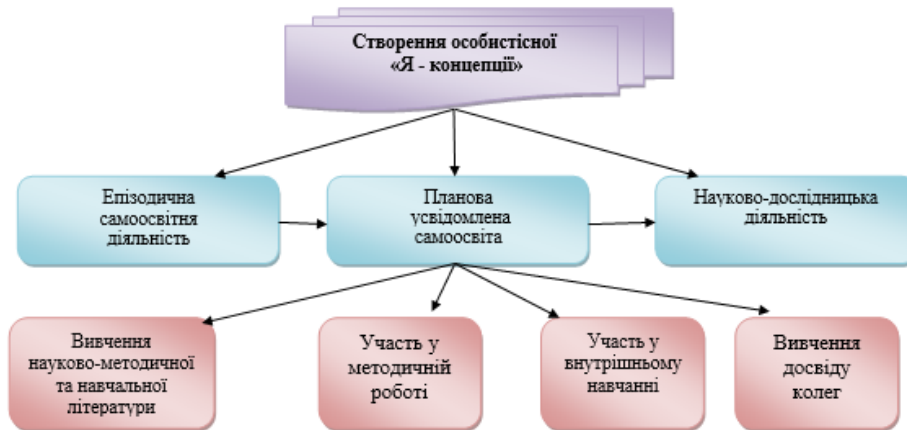 Створення особистісної
«Я - концепції»
Епізодична
самоосвітня
діяльність
Планова
усвідомлена
самоосвіта
Науково-дослідницька
діяльність
Вивчення
науково-методичної
та навчальної
літератури
Участь у
методичній
роботі
Участь у
внутрішньому
навчанні
Вивчення
досвіду
колег